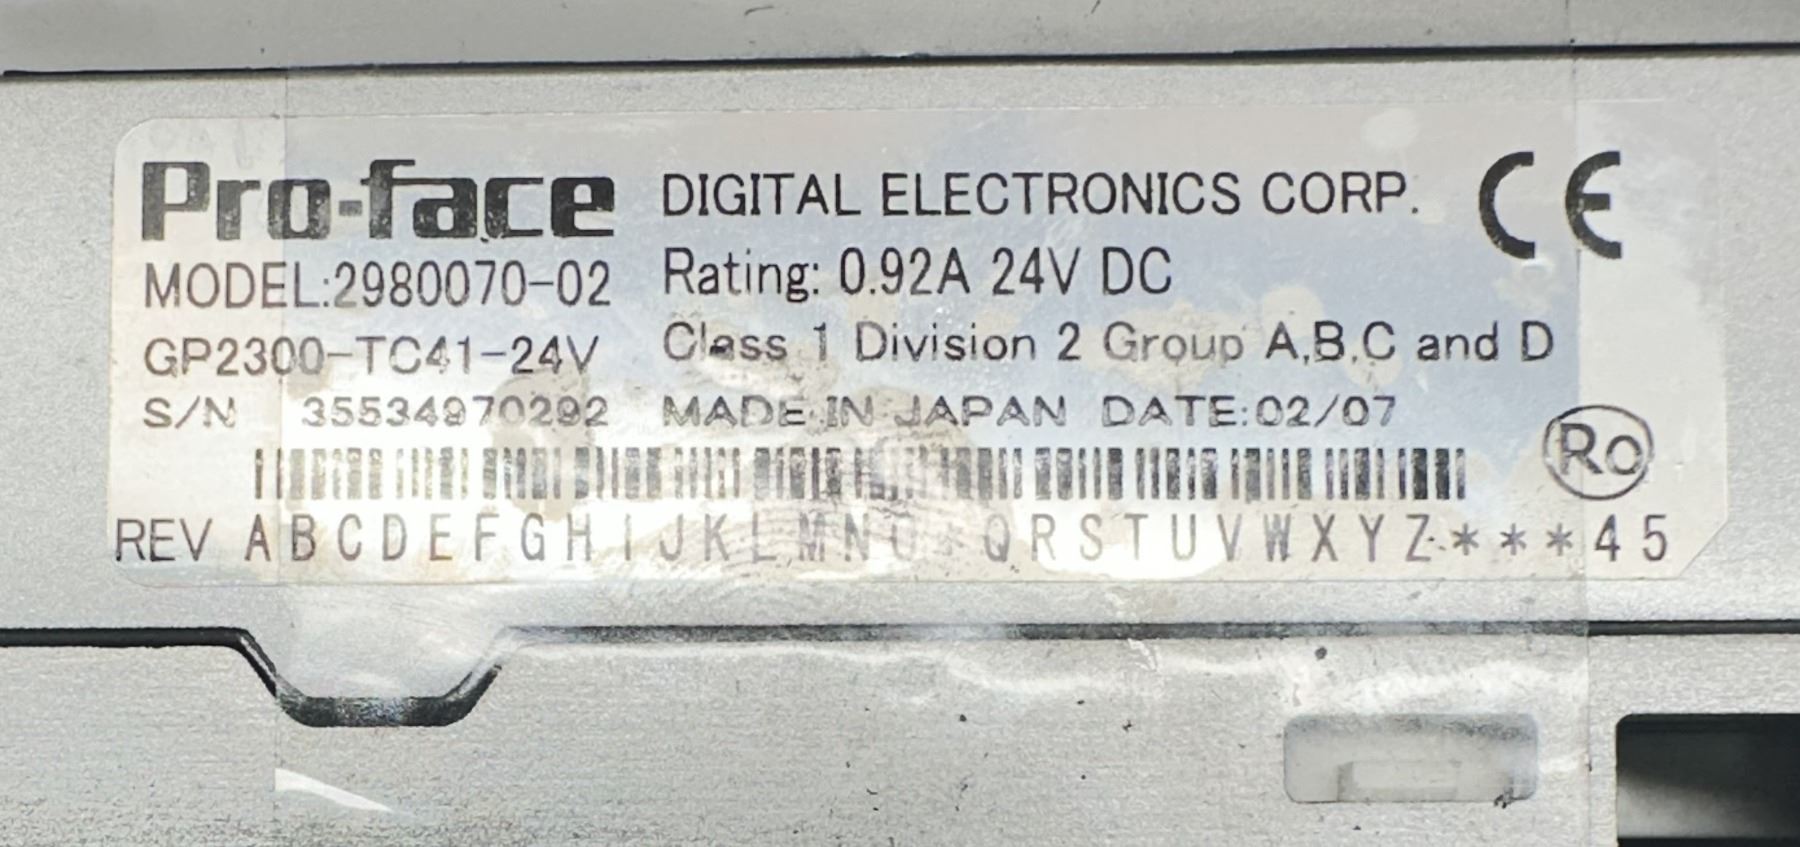 Pro-face DIGITAL ELECTRONICS CORP. CE
MODEL:2980070-02 Rating: 0.92A 24V DC
GP2300-TC41-24V Class 1 Division 2 Group A,B,C and D
S/N 35534970292 MADE IN JAPAN DATE:02/07
Ro
REV A B C D E F G H I J K L M N O * Q R S T U V W X Y Z * * * 4 5